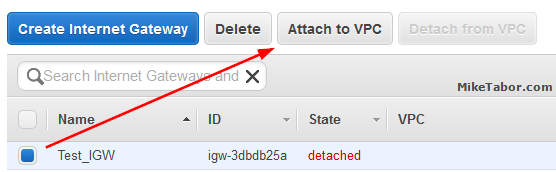 Create Internet Gateway Delete Attach to VPC Detach from VPC
Search Internet Gateways and
MikeTabor.com
Name ID State VPC
Test_IGW igw-3dbdb25a detached